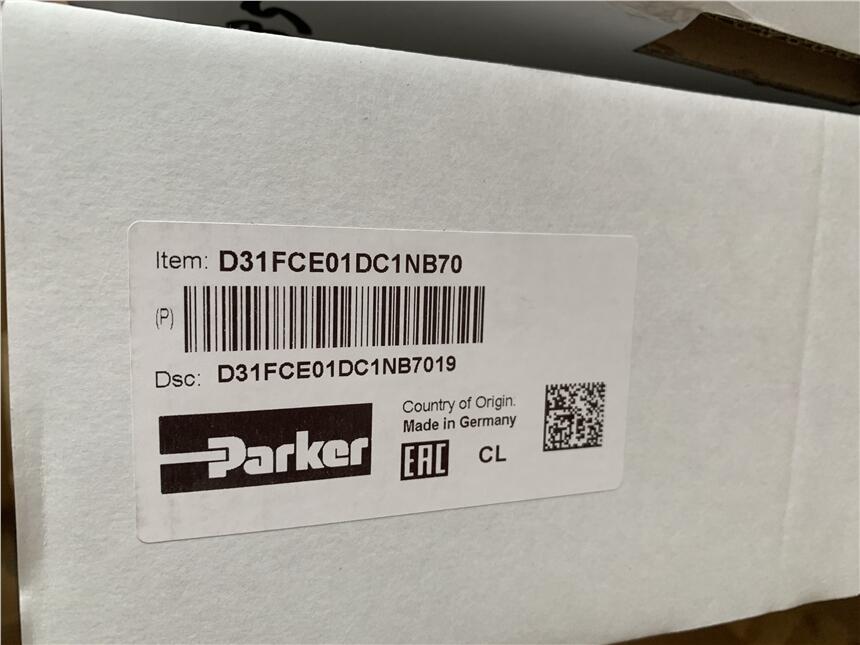 Item: D31FCE01DC1NB70
(P)
Dsc: D31FCE01DC1NB7019
Parker
Country of Origin.
Made in Germany
EAC
CL